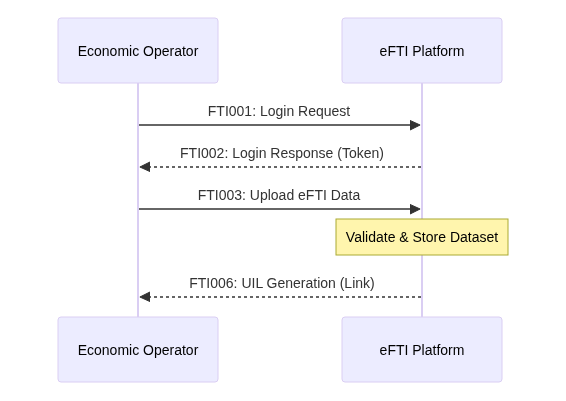 Economic Operator
eFTI Platform
FTI001: Login Request
FTI002: Login Response (Token)
FTI003: Upload eFTI Data
Validate & Store Dataset
FTI006: UIL Generation (Link)
Economic Operator
eFTI Platform